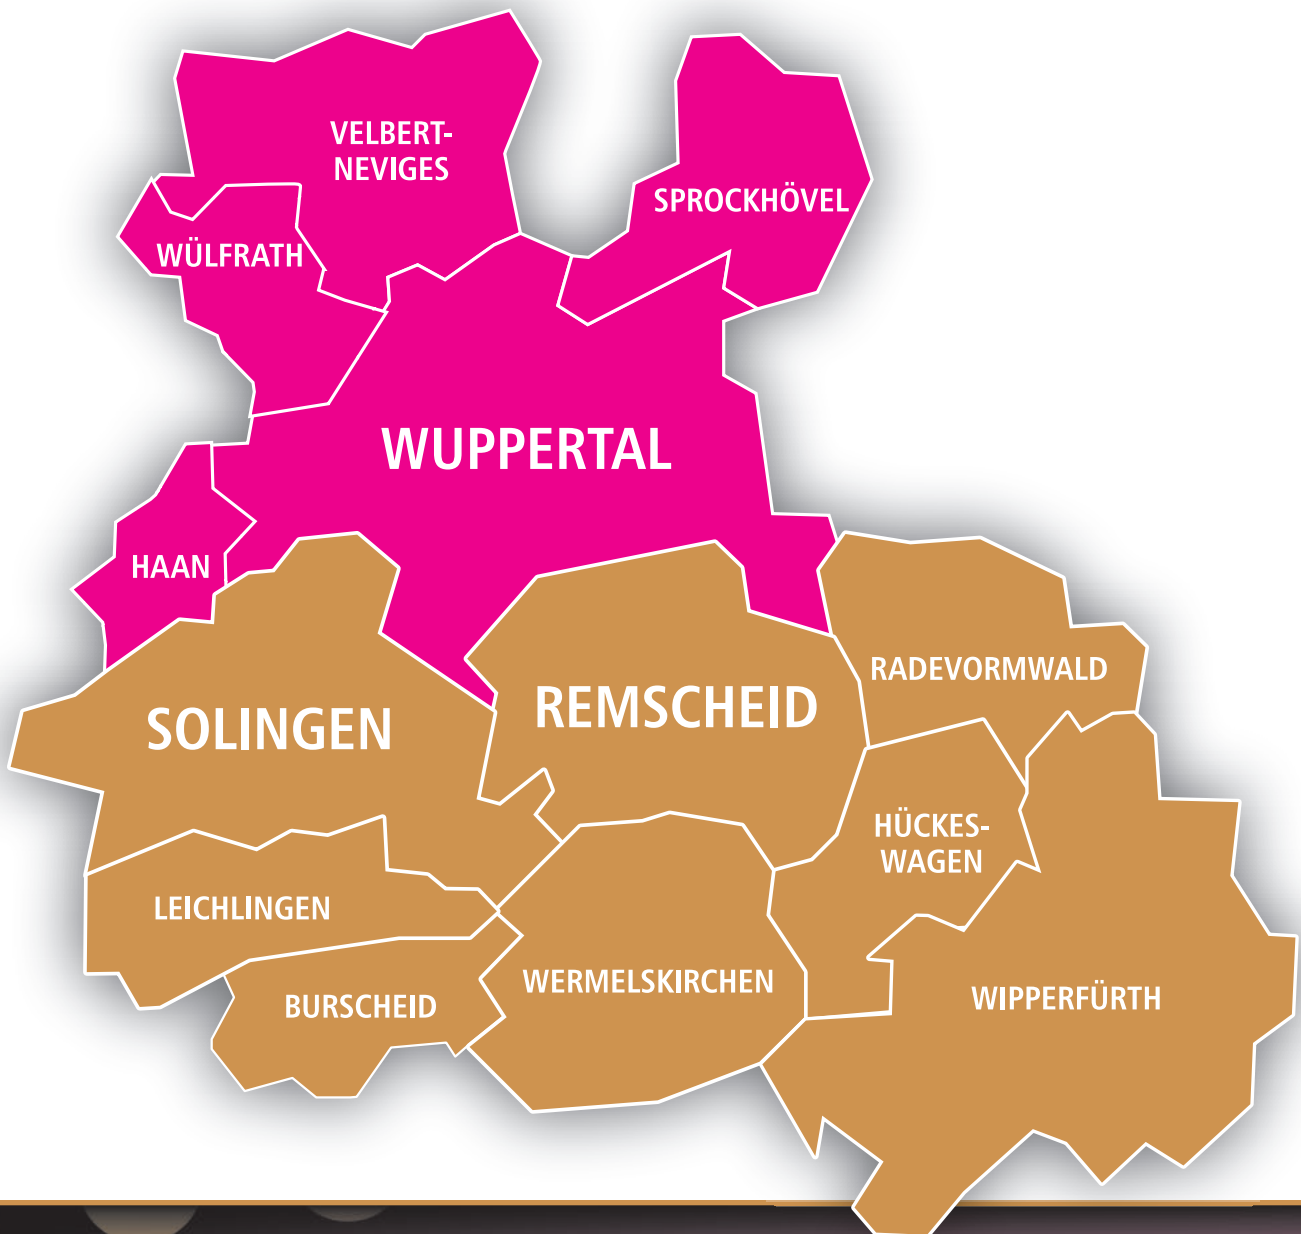 VELBERT-
NEVIGES
SPROCKHÖVEL
WÜLFRATH
WUPPERTAL
HAAN
RADEVORMWALD
REMSCHEID
SOLINGEN
HÜCKES-
WAGEN
LEICHLINGEN
WERMELSKIRCHEN
WIPPERFÜRTH
BURSCHEID